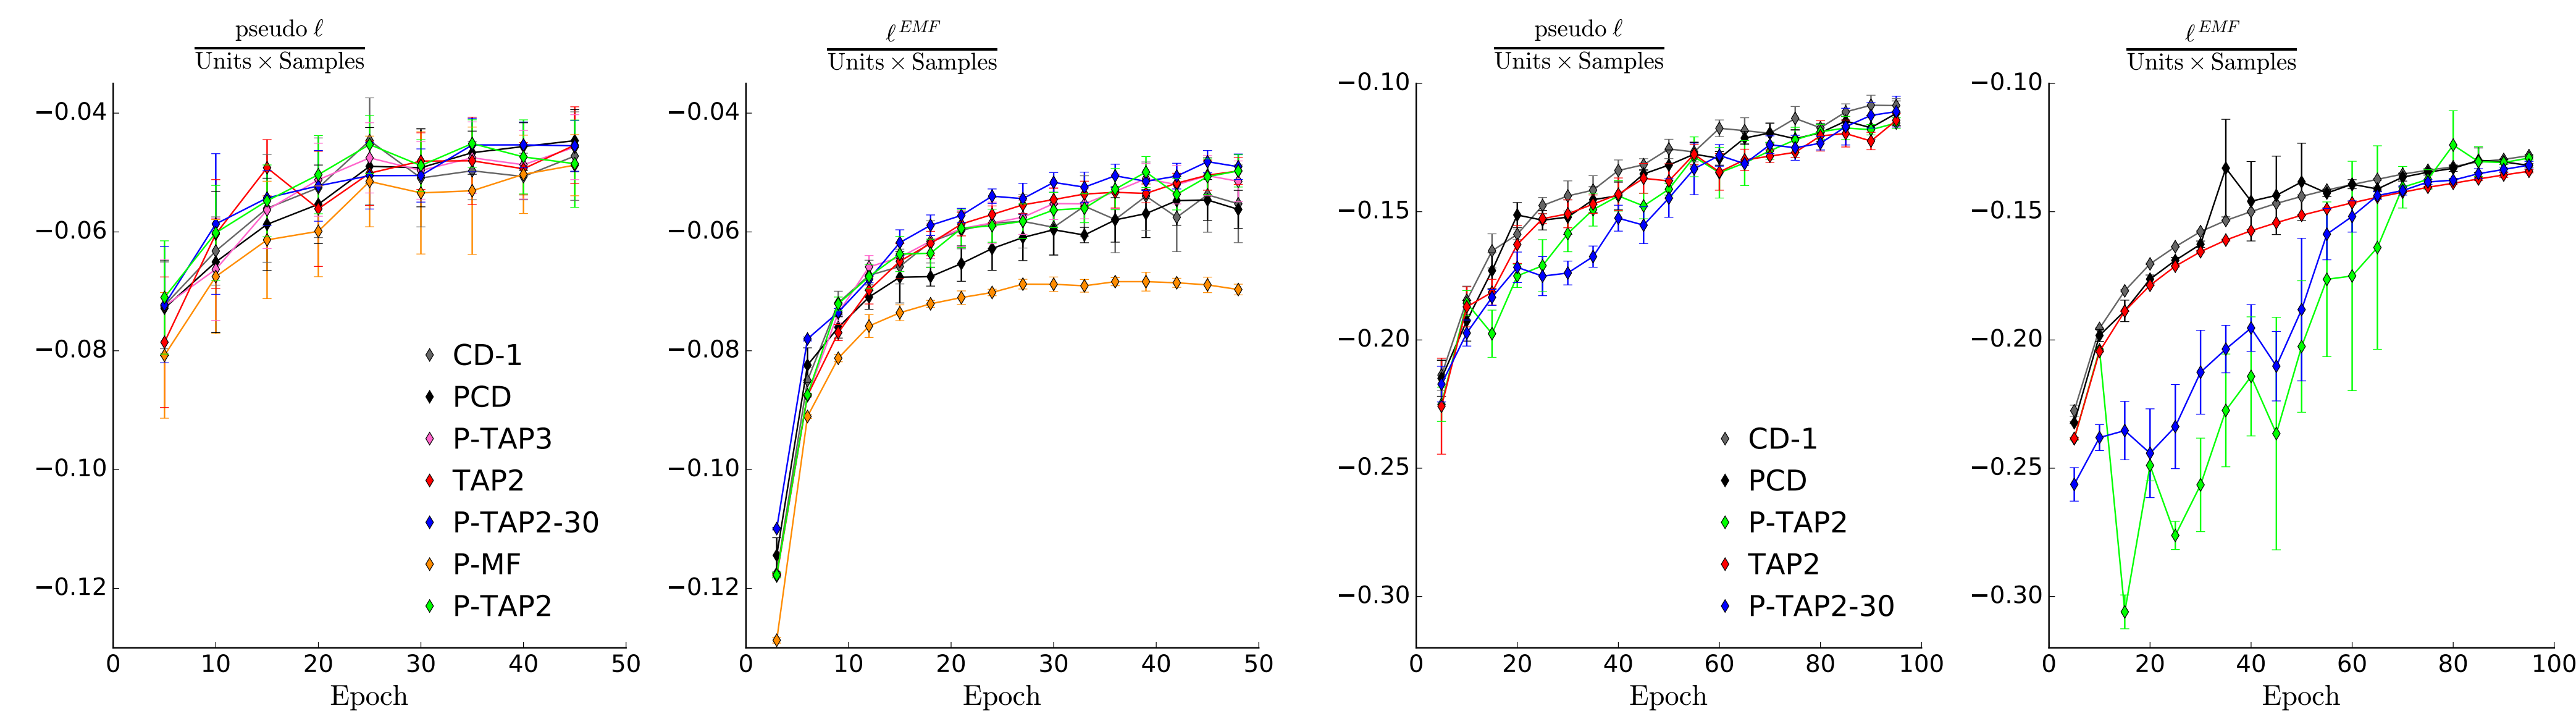 pseudo ℓ
Units × Samples
−0.04
−0.06
−0.08
−0.10
−0.12
0 10 20 30 40 50
Epoch
CD-1
PCD
P-TAP3
TAP2
P-TAP2-30
P-MF
P-TAP2
ℓ^EMF
Units × Samples
−0.04
−0.06
−0.08
−0.10
−0.12
0 10 20 30 40 50
Epoch
pseudo ℓ
Units × Samples
−0.10
−0.15
−0.20
−0.25
−0.30
0 20 40 60 80 100
Epoch
CD-1
PCD
P-TAP2
TAP2
P-TAP2-30
ℓ^EMF
Units × Samples
−0.10
−0.15
−0.20
−0.25
−0.30
0 20 40 60 80 100
Epoch